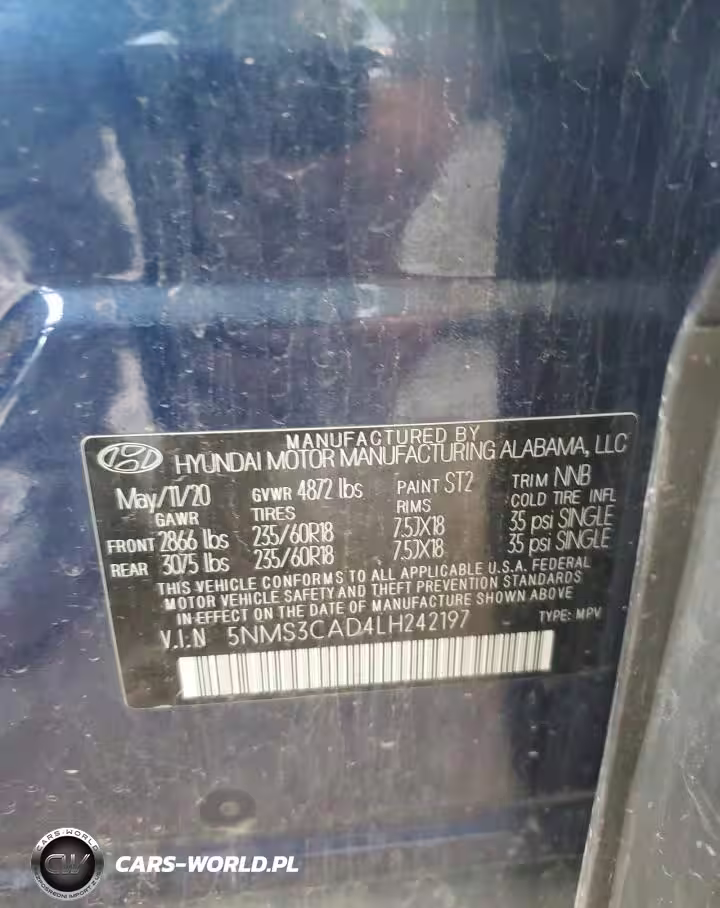 MANUFACTURED BY
HYUNDAI MOTOR MANUFACTURING ALABAMA, LLC
May/11/20 GVWR 4872 lbs PAINT ST2 TRIM NNB
GAWR TIRES RIMS COLD TIRE INFL
FRONT 2866 lbs 235/60R18 7.5JX18 35 psi SINGLE
REAR 3075 lbs 235/60R18 7.5JX18 35 psi SINGLE
THIS VEHICLE CONFORMS TO ALL APPLICABLE U.S.A. FEDERAL
MOTOR VEHICLE SAFETY AND THEFT PREVENTION STANDARDS
IN EFFECT ON THE DATE OF MANUFACTURE SHOWN ABOVE
V.I.N 5NMS3CAD4LH242197 TYPE: MPV
CARS-WORLD
CW
CARS-WORLD.PL